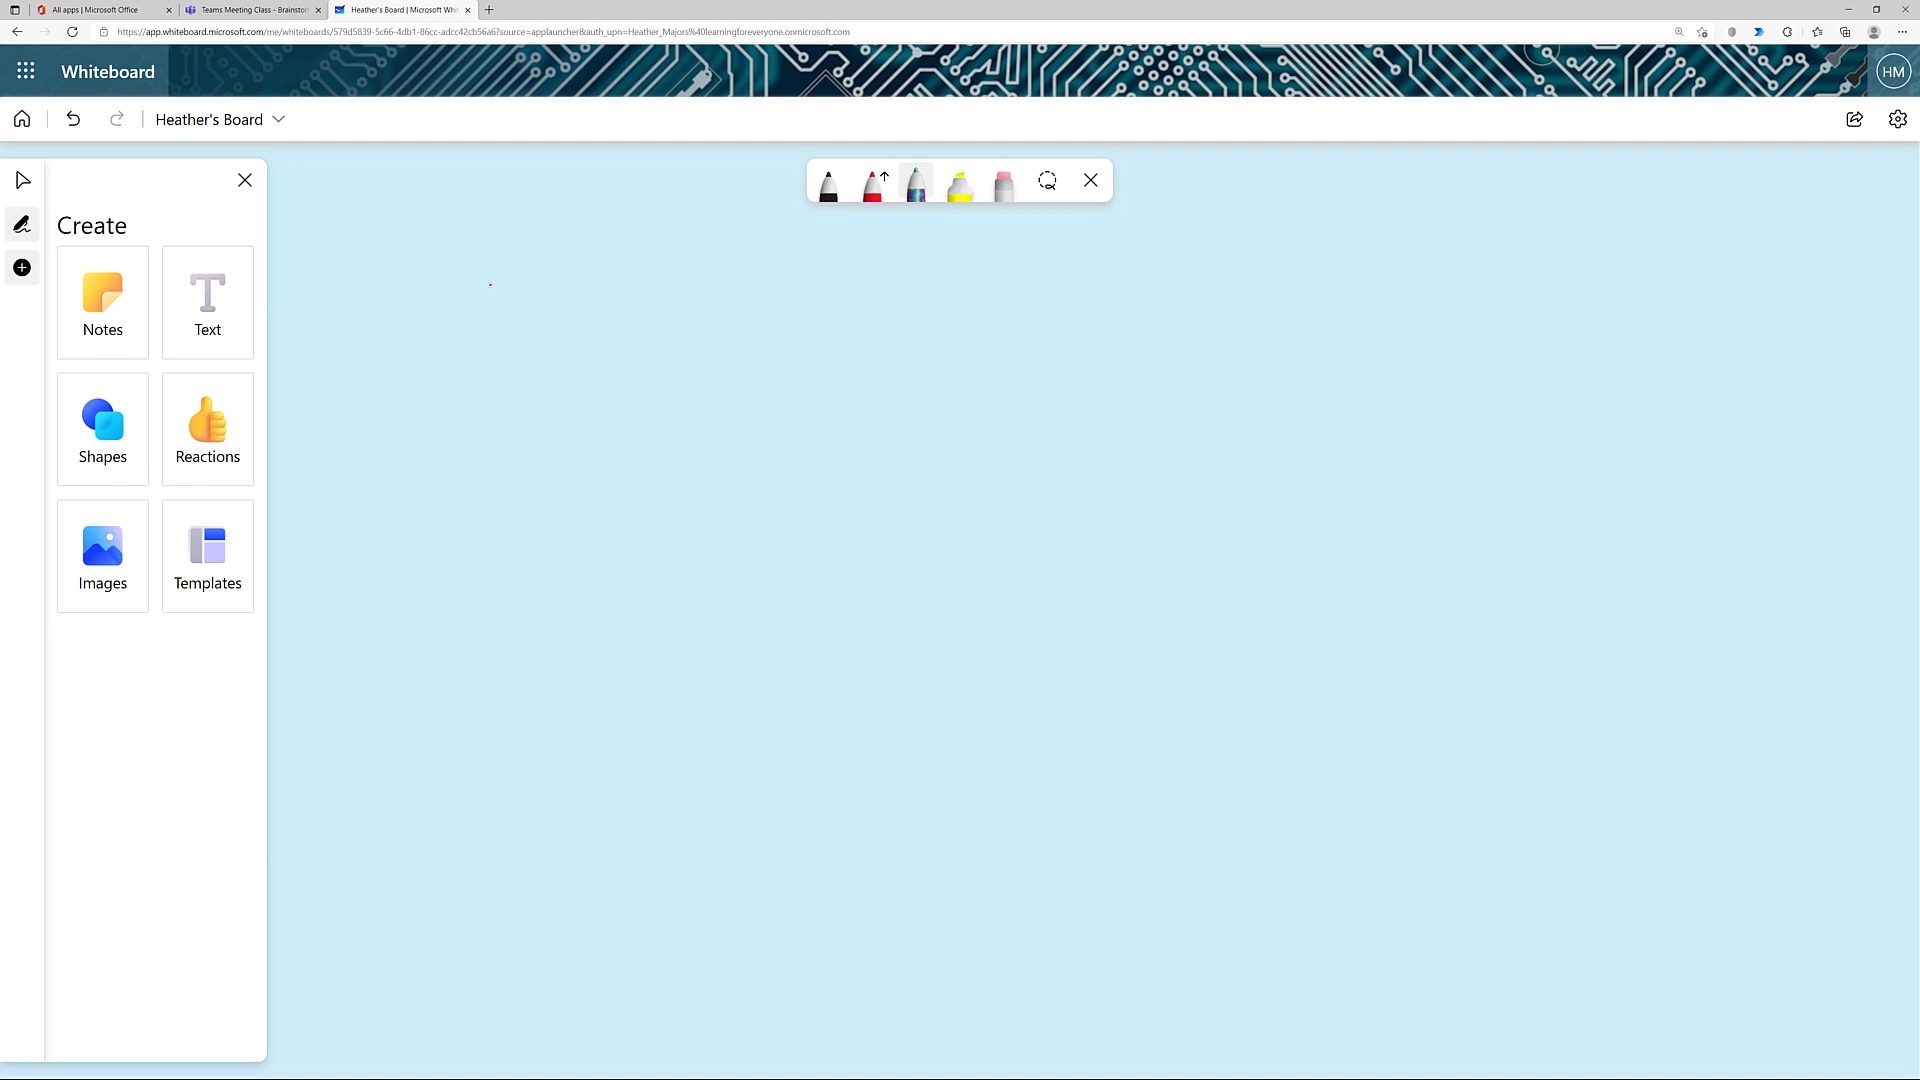 All apps | Microsoft Office
Teams Meeting Class - Brainstor
Heather's Board | Microsoft Whi
https://app.whiteboard.microsoft.com/me/whiteboards/579d5839-5c66-4db1-86cc-adcc42cb56a6?source=applauncher&auth_upn=Heather_Majors%40learningforeveryone.onmicrosoft.com
Whiteboard
HM
Heather's Board
Create
Notes
Text
Shapes
Reactions
Images
Templates